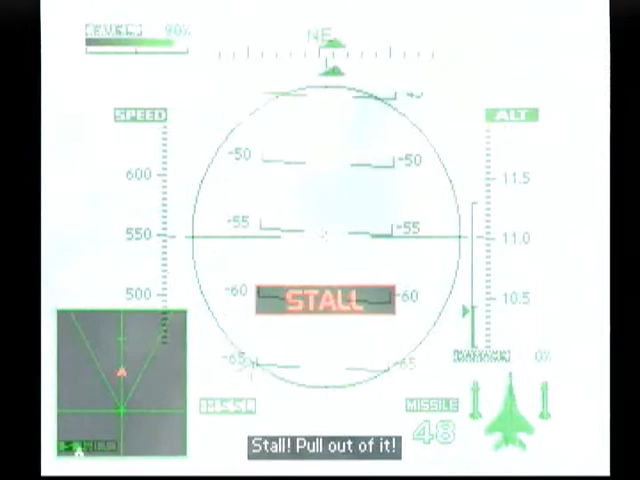 90%
NE
-45
SPEED
ALT
-50
-50
600
11.5
-55
-55
550
11.0
-60
STALL
-60
500
10.5
-65
-65
DAMAGE
0%
MISSILE
48
Stall! Pull out of it!